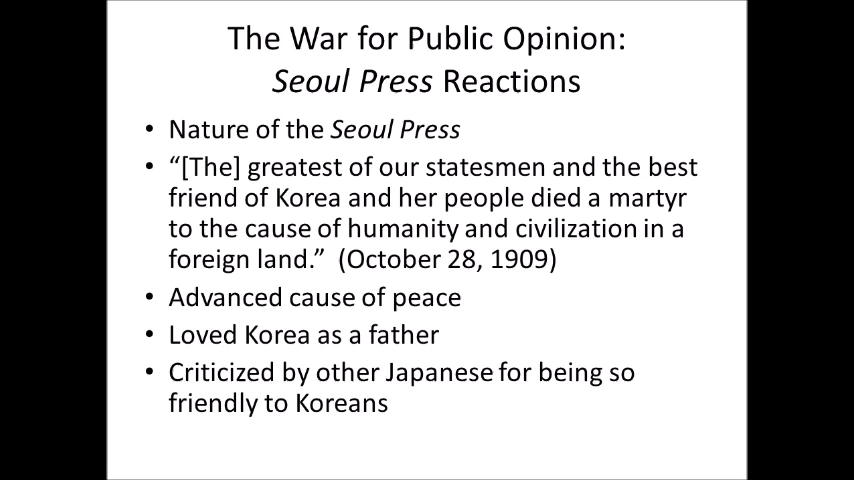 The War for Public Opinion:
Seoul Press Reactions
• Nature of the Seoul Press
• “[The] greatest of our statesmen and the best
friend of Korea and her people died a martyr
to the cause of humanity and civilization in a
foreign land.” (October 28, 1909)
• Advanced cause of peace
• Loved Korea as a father
• Criticized by other Japanese for being so
friendly to Koreans